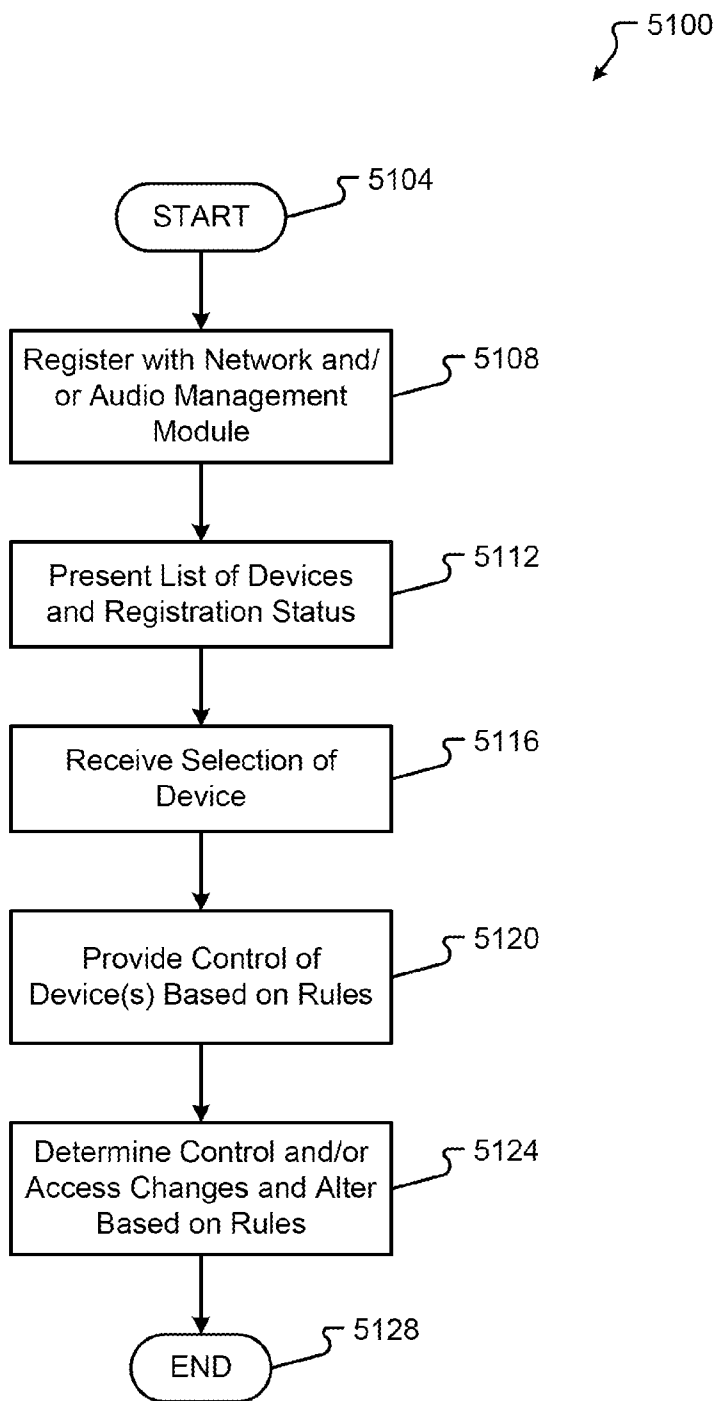 5100
START
5104
Register with Network and/
or Audio Management
Module
5108
Present List of Devices
and Registration Status
5112
Receive Selection of
Device
5116
Provide Control of
Device(s) Based on Rules
5120
Determine Control and/or
Access Changes and Alter
Based on Rules
5124
END
5128